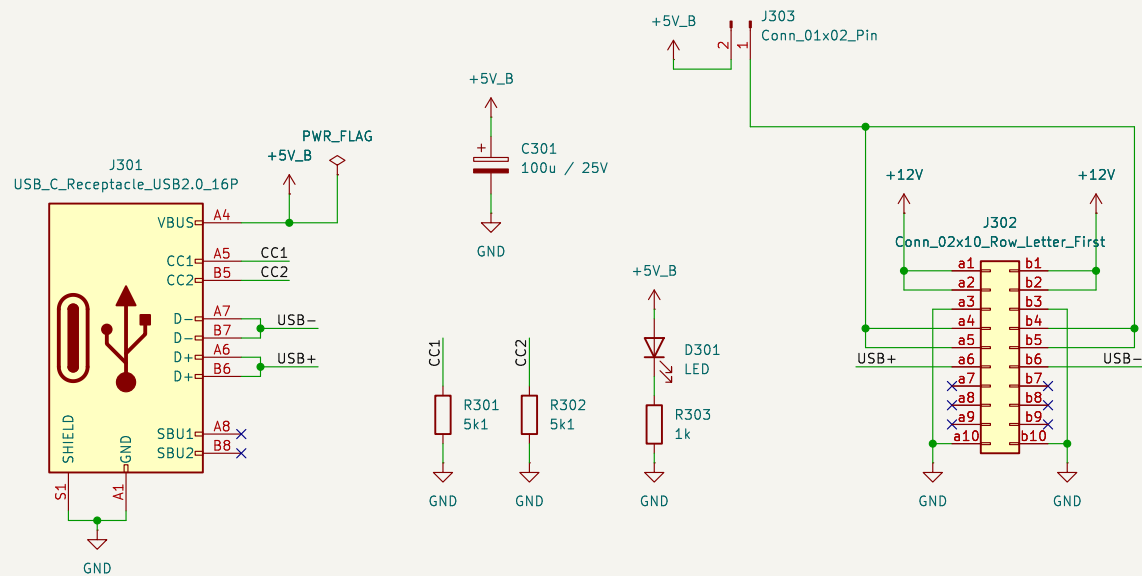 +5V_B
J303
Conn_01x02_Pin
2
1
+5V_B
+
C301
100u / 25V
GND
PWR_FLAG
+5V_B
J301
USB_C_Receptacle_USB2.0_16P
VBUS
A4
CC1
A5
CC1
CC2
B5
CC2
D-
A7
D-
B7
USB-
D+
A6
D+
B6
USB+
SBU1
A8
SBU2
B8
SHIELD
GND
S1
A1
GND
CC1
R301
5k1
GND
CC2
R302
5k1
GND
+5V_B
D301
LED
R303
1k
GND
+12V
+12V
J302
Conn_02x10_Row_Letter_First
a1
b1
a2
b2
a3
b3
a4
b4
a5
b5
USB+
a6
b6
USB-
a7
b7
a8
b8
a9
b9
a10
b10
GND
GND